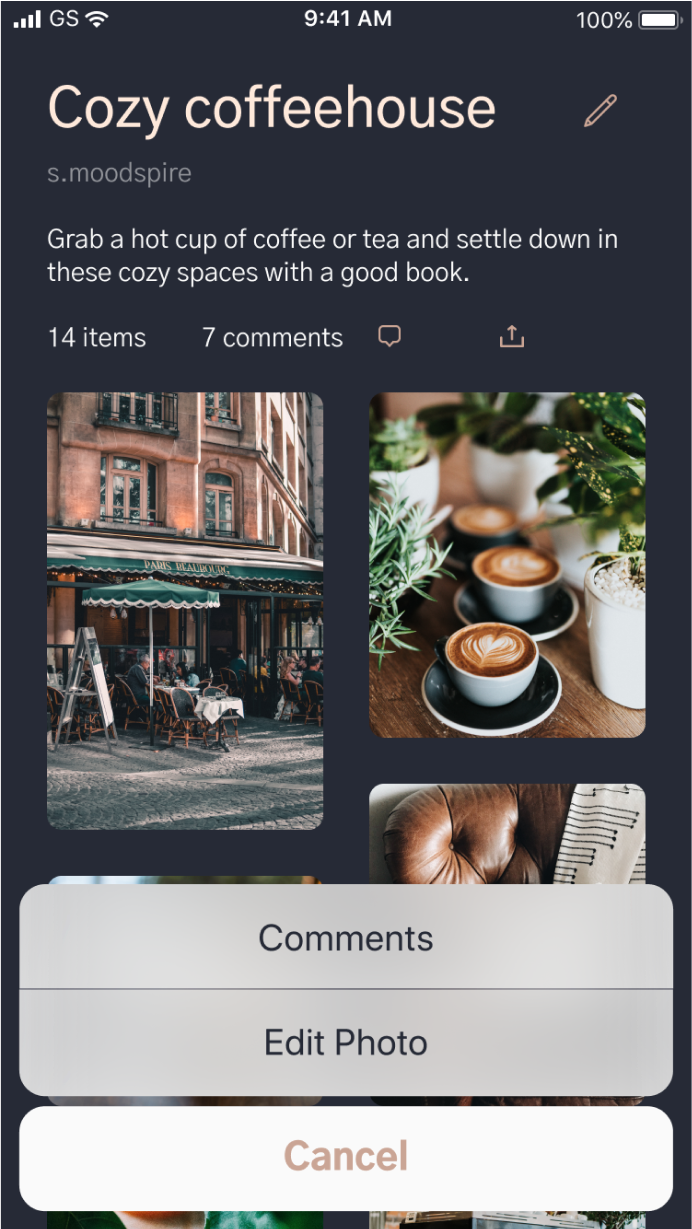 GS
9:41 AM
100%
Cozy coffeehouse
s.moodspire
Grab a hot cup of coffee or tea and settle down in
these cozy spaces with a good book.
14 items
7 comments
PARIS BEAUBOURG
Comments
Edit Photo
Cancel